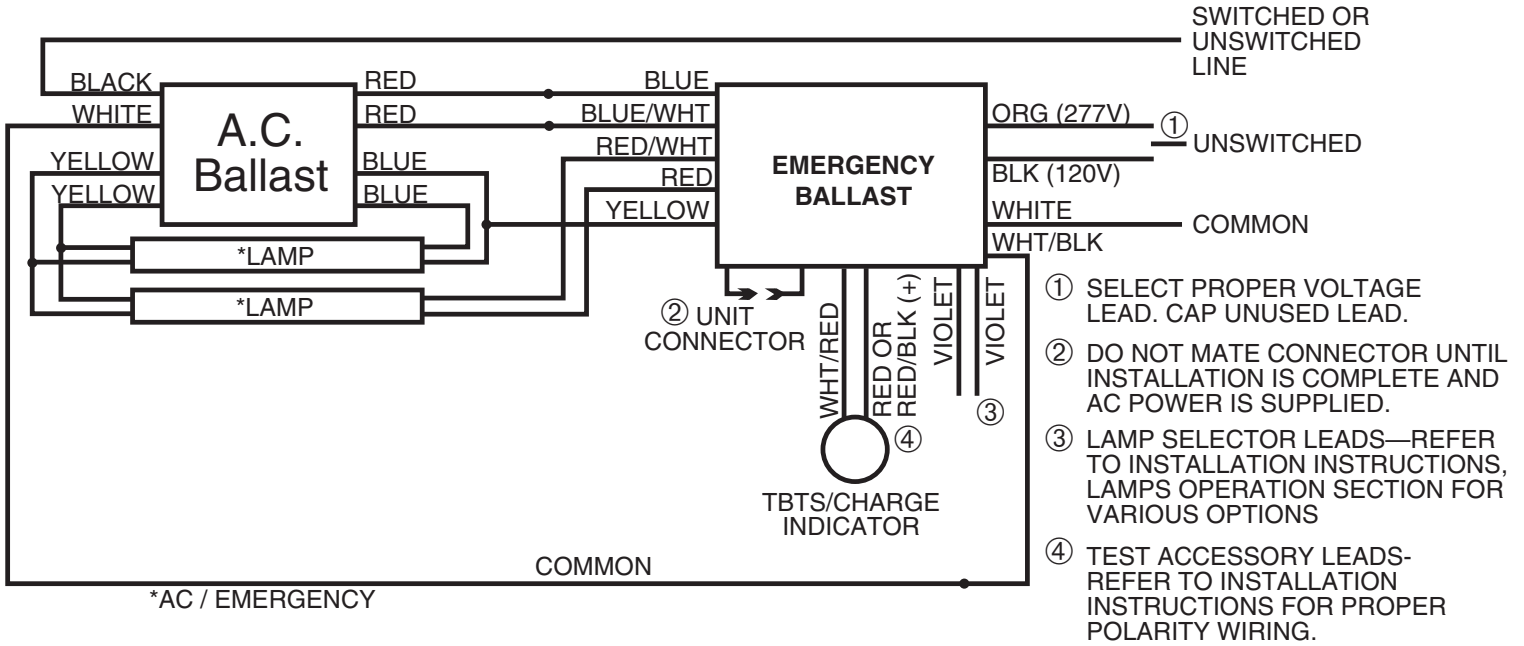 SWITCHED OR
UNSWITCHED
LINE
BLACK
WHITE
YELLOW
YELLOW
A.C.
Ballast
RED
RED
BLUE
BLUE
BLUE
BLUE/WHT
RED/WHT
RED
YELLOW
EMERGENCY
BALLAST
ORG (277V)
① UNSWITCHED
BLK (120V)
WHITE
COMMON
WHT/BLK
*LAMP
*LAMP
② UNIT
CONNECTOR
WHT/RED
RED OR
RED/BLK (+)
VIOLET
VIOLET
③
④
TBTS/CHARGE
INDICATOR
COMMON
*AC / EMERGENCY
① SELECT PROPER VOLTAGE
LEAD. CAP UNUSED LEAD.
② DO NOT MATE CONNECTOR UNTIL
INSTALLATION IS COMPLETE AND
AC POWER IS SUPPLIED.
③ LAMP SELECTOR LEADS—REFER
TO INSTALLATION INSTRUCTIONS,
LAMPS OPERATION SECTION FOR
VARIOUS OPTIONS
④ TEST ACCESSORY LEADS-
REFER TO INSTALLATION
INSTRUCTIONS FOR PROPER
POLARITY WIRING.